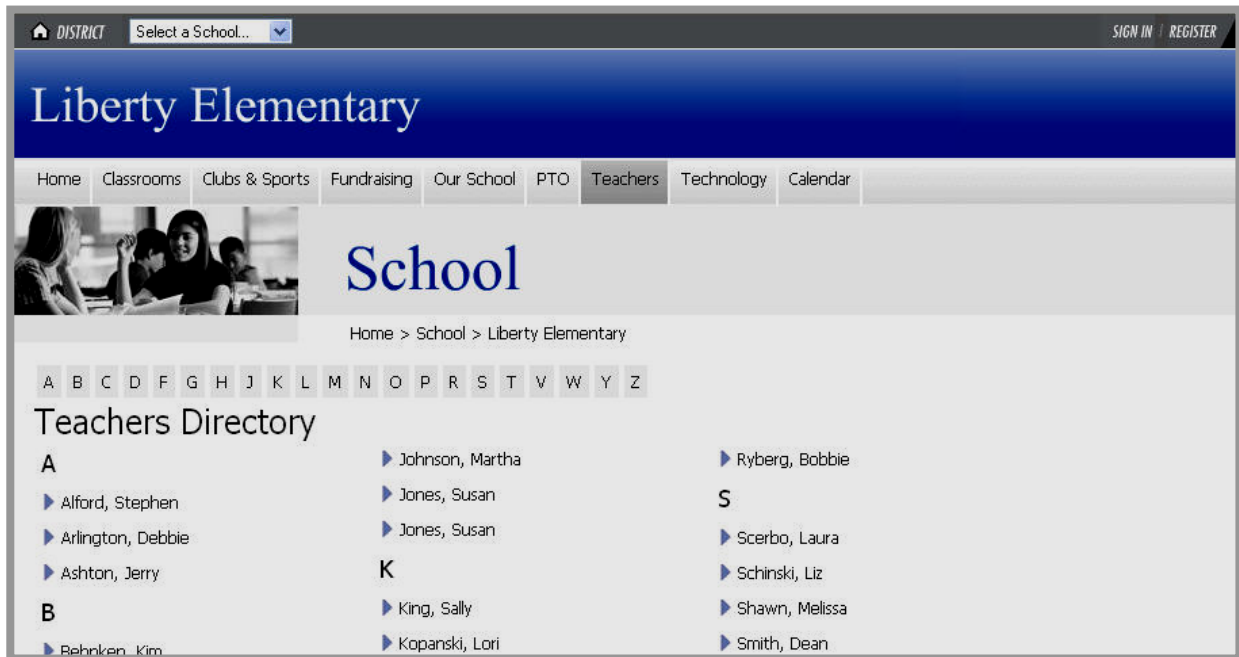 DISTRICT Select a School... SIGN IN | REGISTER
Liberty Elementary
Home Classrooms Clubs & Sports Fundraising Our School PTO Teachers Technology Calendar
School
Home > School > Liberty Elementary
A B C D F G H J K L M N O P R S T V W Y Z
Teachers Directory
A
Alford, Stephen
Arlington, Debbie
Ashton, Jerry
B
Behnken, Kim
Johnson, Martha
Jones, Susan
Jones, Susan
K
King, Sally
Kopanski, Lori
Ryberg, Bobbie
S
Scerbo, Laura
Schinski, Liz
Shawn, Melissa
Smith, Dean